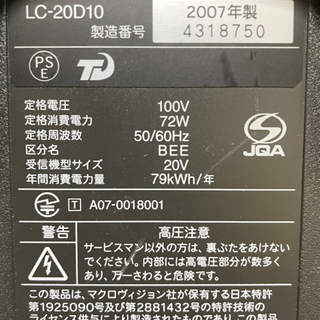 LC-20D10 2007年製
製造番号 4318750
PS
E
定格電圧 100V
定格消費電力 72W
定格周波数 50/60Hz
区分名 BEE
受信機型サイズ 20V
年間消費電力量 79kWh/年
JQA
T A07-0018001
警告 高圧注意
サービスマン以外の方は、裏ぶたをあけない
でください。内部には高電圧部分が数多く
あり、万一さわると危険です。
この製品は、マクロヴィジョン社が保有する日本特許
第1925090号及び第2881432号の特許技術の